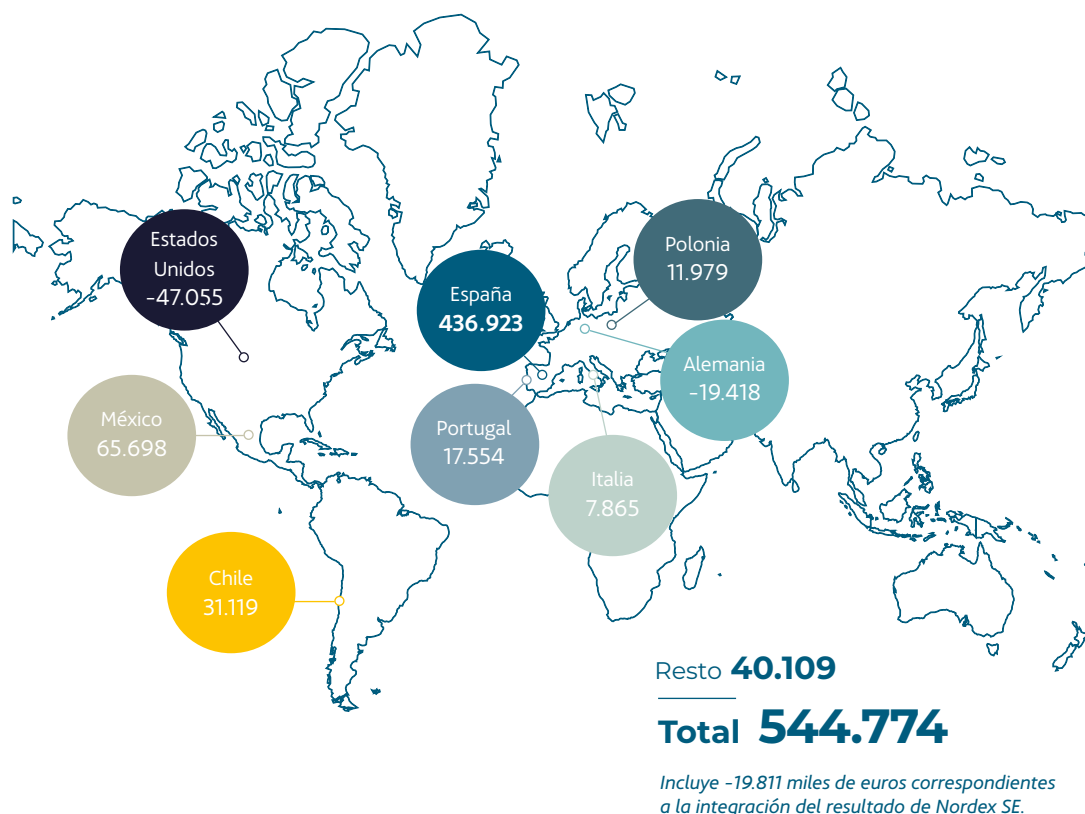 Estados
Unidos
-47.055
España
436.923
Polonia
11.979
Alemania
-19.418
México
65.698
Portugal
17.554
Italia
7.865
Chile
31.119
Resto 40.109
Total 544.774
Incluye -19.811 miles de euros correspondientes
a la integración del resultado de Nordex SE.